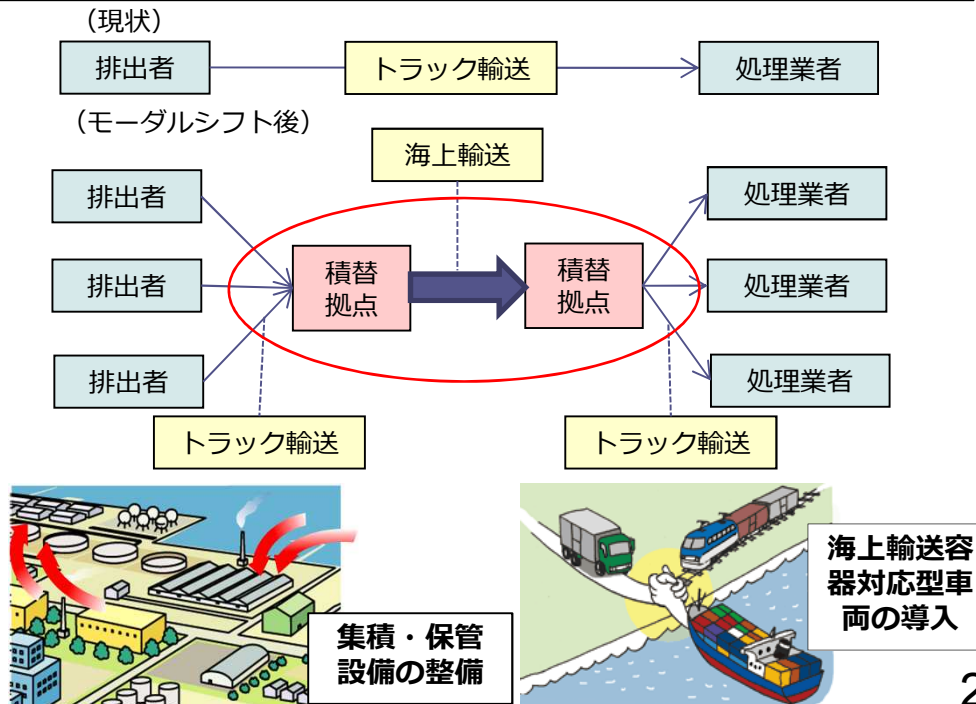 （現状）
排出者
トラック輸送
処理業者
（モーダルシフト後）
海上輸送
排出者
処理業者
積替
拠点
積替
拠点
排出者
処理業者
排出者
処理業者
トラック輸送
トラック輸送
集積・保管
設備の整備
海上輸送容
器対応型車
両の導入
2